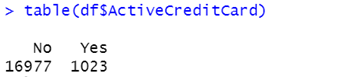 > table(df$ActiveCreditCard)
No Yes
16977 1023